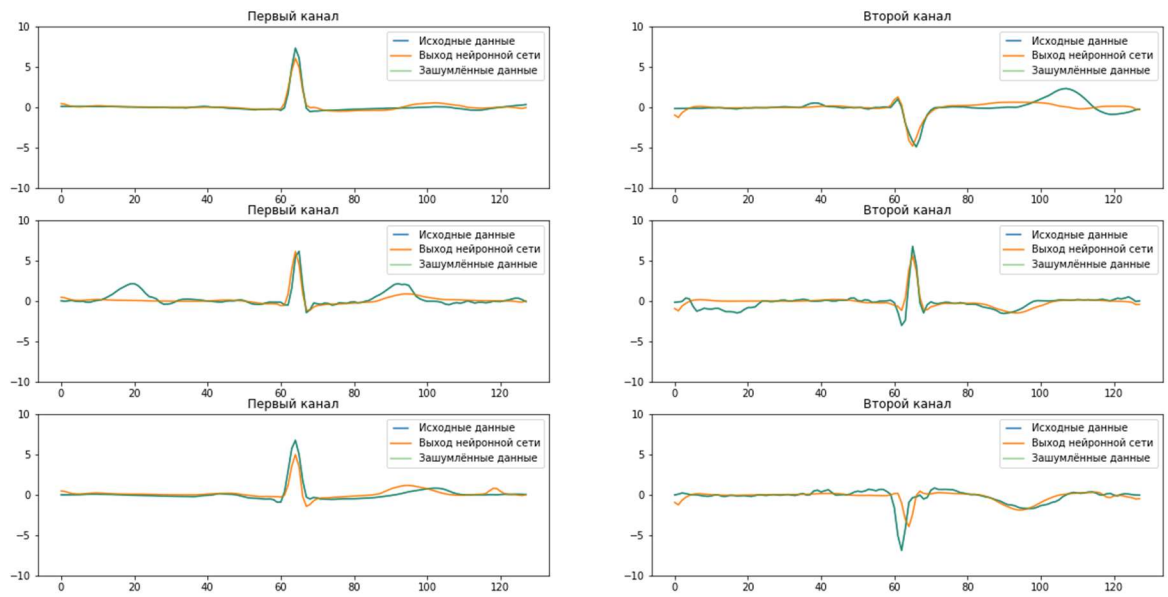 Первый канал
10
5
0
−5
−10
0 20 40 60 80 100 120
Исходные данные
Выход нейронной сети
Зашумлённые данные
Второй канал
10
5
0
−5
−10
0 20 40 60 80 100 120
Исходные данные
Выход нейронной сети
Зашумлённые данные
Первый канал
10
5
0
−5
−10
0 20 40 60 80 100 120
Исходные данные
Выход нейронной сети
Зашумлённые данные
Второй канал
10
5
0
−5
−10
0 20 40 60 80 100 120
Исходные данные
Выход нейронной сети
Зашумлённые данные
Первый канал
10
5
0
−5
−10
0 20 40 60 80 100 120
Исходные данные
Выход нейронной сети
Зашумлённые данные
Второй канал
10
5
0
−5
−10
0 20 40 60 80 100 120
Исходные данные
Выход нейронной сети
Зашумлённые данные